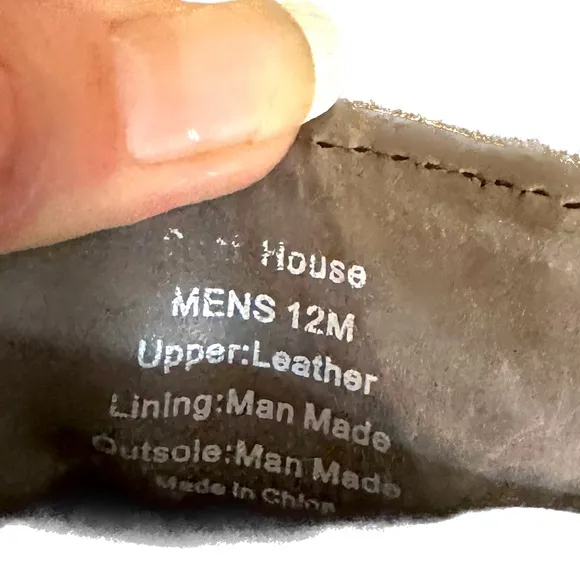 House
MENS 12M
Upper:Leather
Lining:Man Made
Outsole:Man Made
Made In China